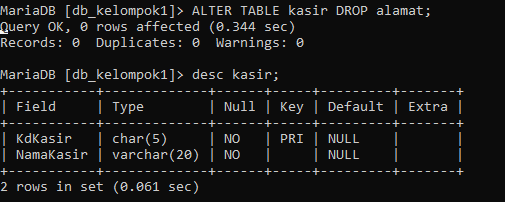 MariaDB [db_kelompok1]> ALTER TABLE kasir DROP alamat;
Query OK, 0 rows affected (0.344 sec)
Records: 0  Duplicates: 0  Warnings: 0

MariaDB [db_kelompok1]> desc kasir;
+-----------+-------------+------+-----+---------+-------+
| Field     | Type        | Null | Key | Default | Extra |
+-----------+-------------+------+-----+---------+-------+
| KdKasir   | char(5)     | NO   | PRI | NULL    |       |
| NamaKasir | varchar(20) | NO   |     | NULL    |       |
+-----------+-------------+------+-----+---------+-------+
2 rows in set (0.061 sec)